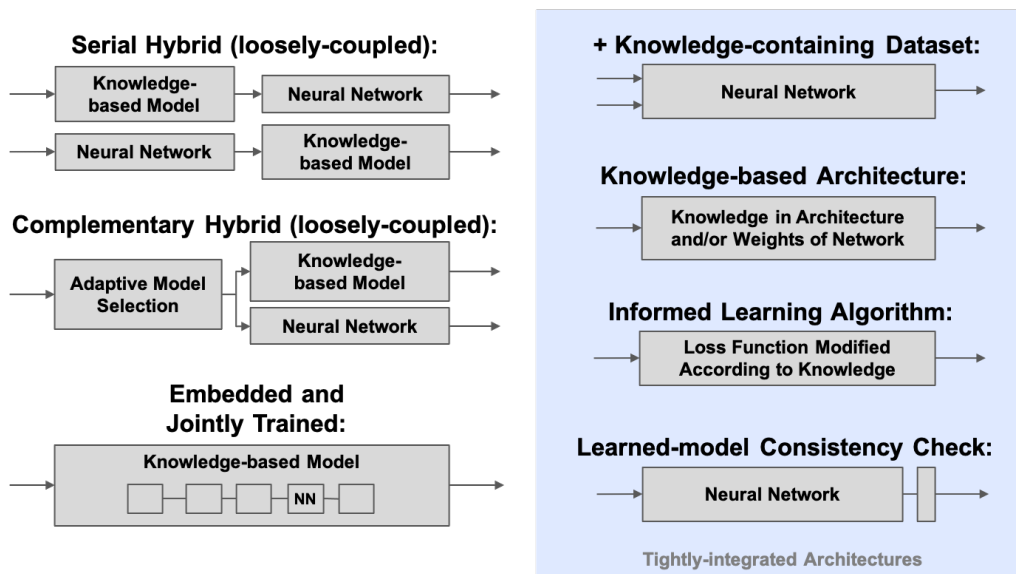 Serial Hybrid (loosely-coupled):
Knowledge-
based Model
Neural Network
Neural Network
Knowledge-
based Model
Complementary Hybrid (loosely-coupled):
Adaptive Model
Selection
Knowledge-
based Model
Neural Network
Embedded and
Jointly Trained:
Knowledge-based Model
NN
+ Knowledge-containing Dataset:
Neural Network
Knowledge-based Architecture:
Knowledge in Architecture
and/or Weights of Network
Informed Learning Algorithm:
Loss Function Modified
According to Knowledge
Learned-model Consistency Check:
Neural Network
Tightly-integrated Architectures